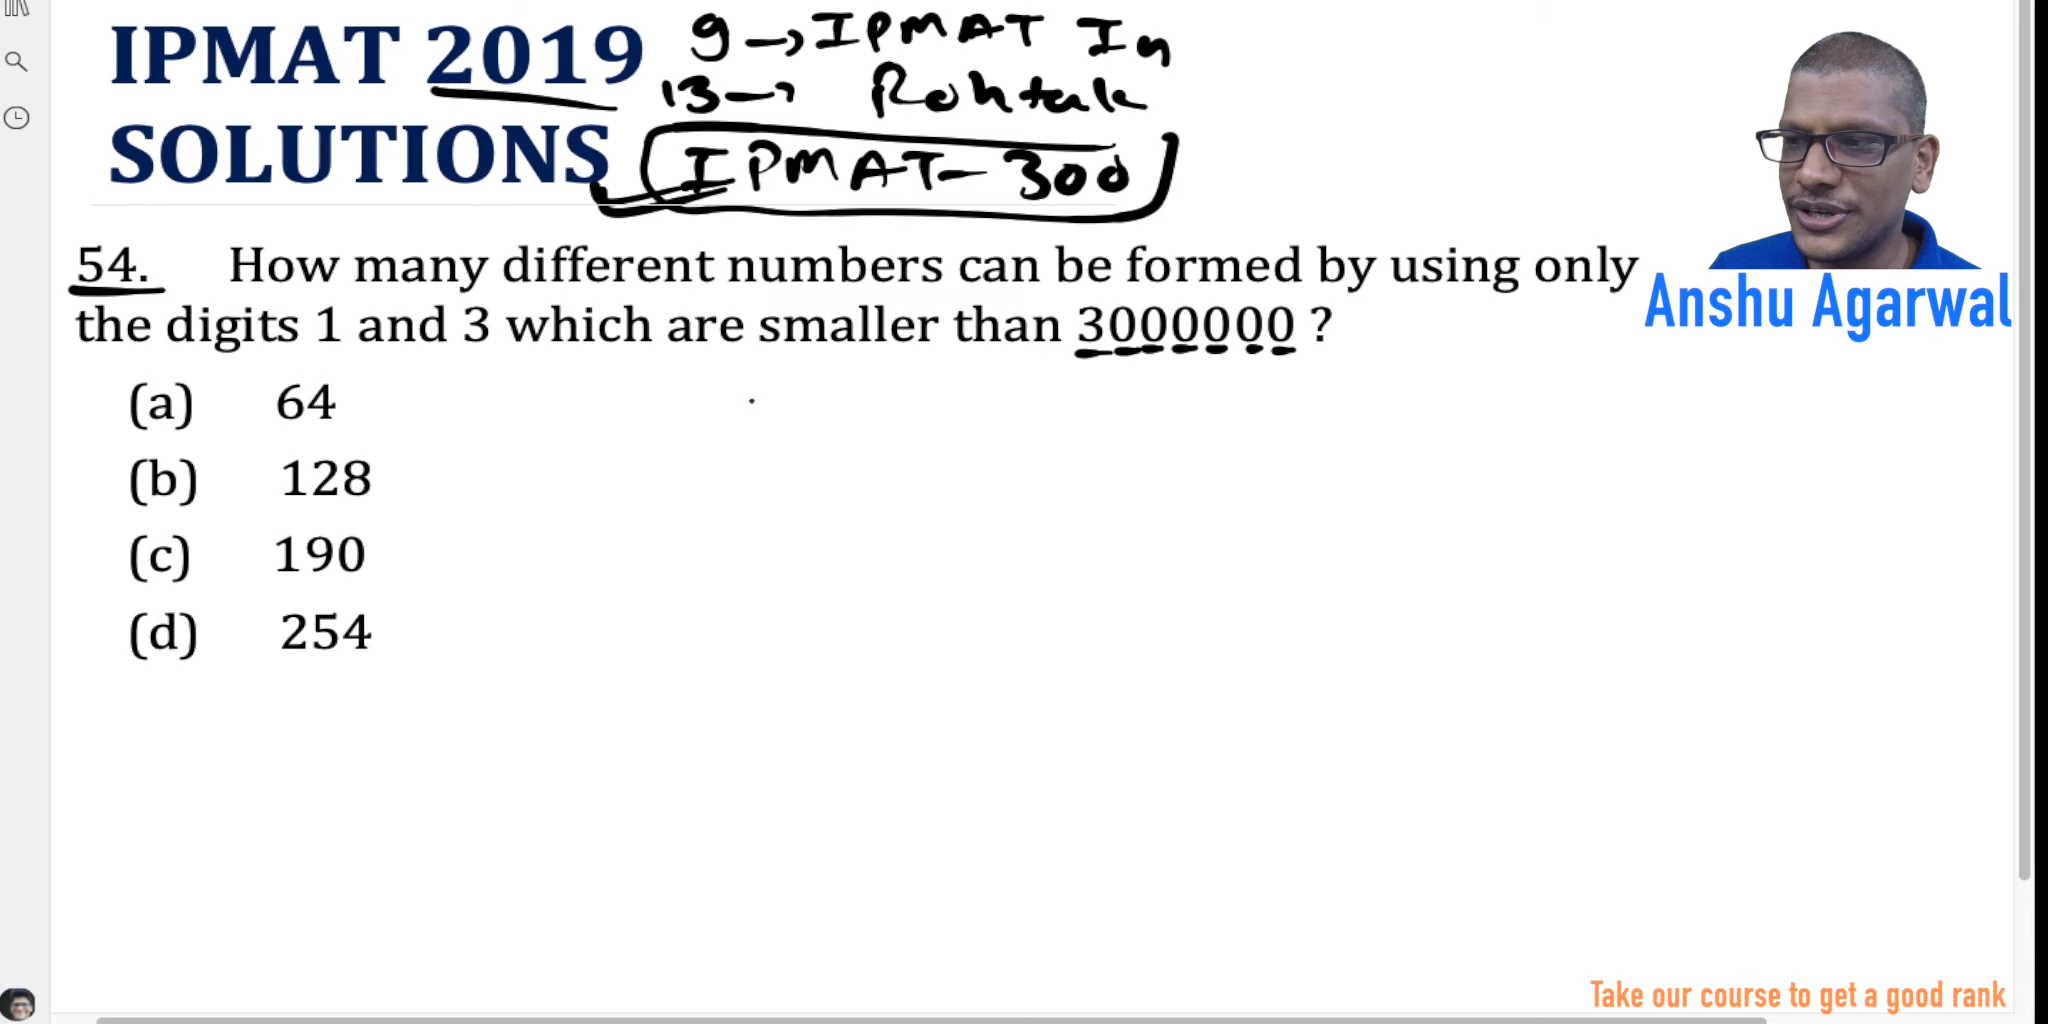 IPMAT 2019
9 → IPMAT In
13 → Rohtak
SOLUTIONS
IPMAT-300
54. How many different numbers can be formed by using only
the digits 1 and 3 which are smaller than 3000000 ?
Anshu Agarwal
(a) 64
(b) 128
(c) 190
(d) 254
Take our course to get a good rank